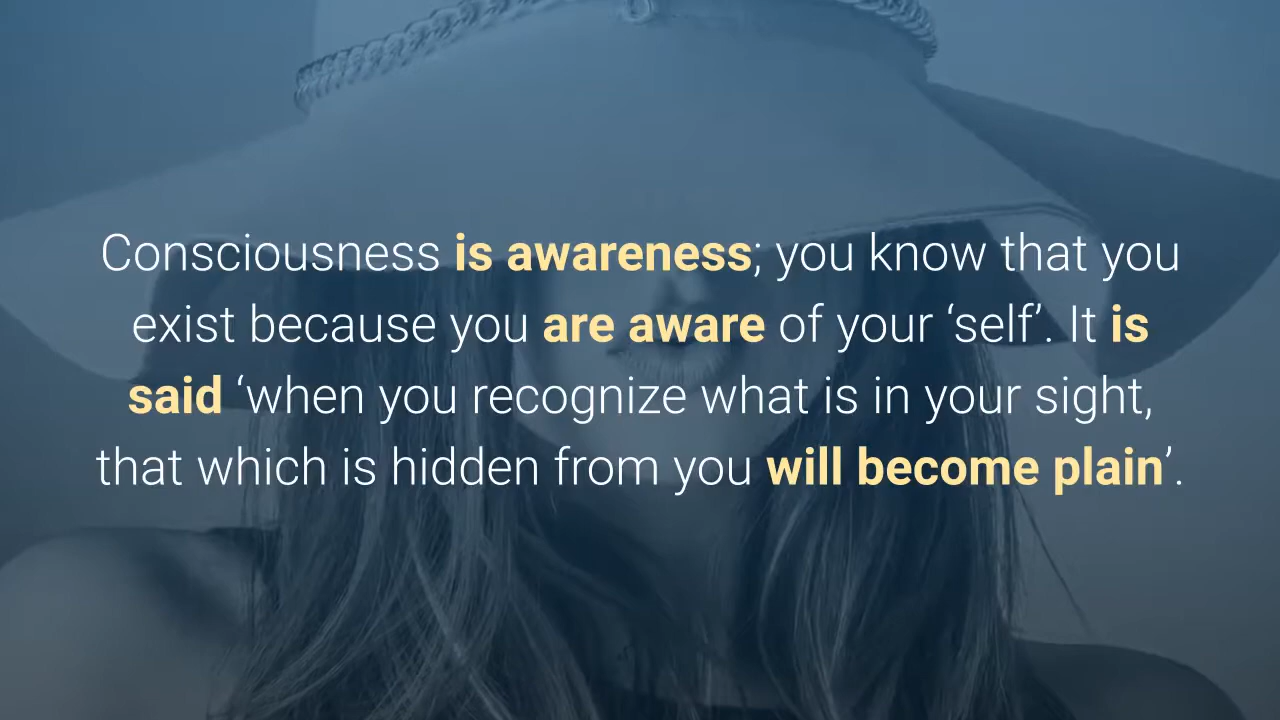 Consciousness is awareness; you know that you
exist because you are aware of your ‘self’. It is
said ‘when you recognize what is in your sight,
that which is hidden from you will become plain’.